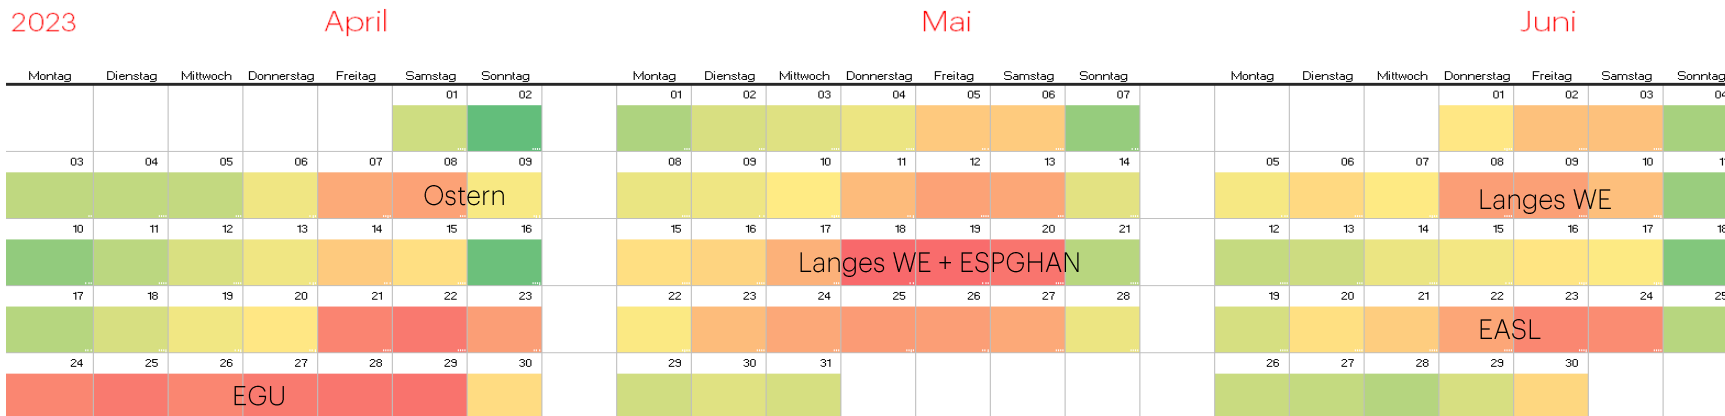 2023 April Mai Juni
Montag Dienstag Mittwoch Donnerstag Freitag Samstag Sonntag Montag Dienstag Mittwoch Donnerstag Freitag Samstag Sonntag Montag Dienstag Mittwoch Donnerstag Freitag Samstag Sonntag
01 02 01 02 03 04 05 06 07 01 02 03 04
03 04 05 06 07 08 09 08 09 10 11 12 13 14 05 06 07 08 09 10 11
Ostern Langes WE
10 11 12 13 14 15 16 15 16 17 18 19 20 21 12 13 14 15 16 17 18
Langes WE + ESPGHAN
17 18 19 20 21 22 23 22 23 24 25 26 27 28 19 20 21 22 23 24 25
EASL
24 25 26 27 28 29 30 29 30 31 26 27 28 29 30
EGU